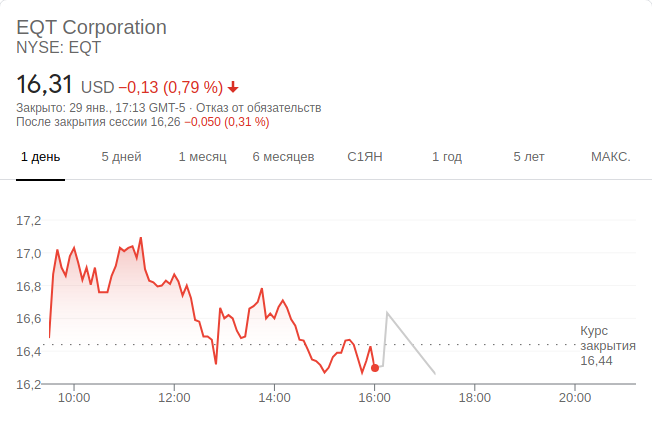 EQT Corporation
NYSE: EQT
16,31 USD −0,13 (0,79 %)
Закрыто: 29 янв., 17:13 GMT-5 · Отказ от обязательств
После закрытия сессии 16,26 −0,050 (0,31 %)
1 день 5 дней 1 месяц 6 месяцев С1ЯН 1 год 5 лет МАКС.
17,2
17,0
16,8
16,6
16,4
16,2
Курс
закрытия
16,44
10:00 12:00 14:00 16:00 18:00 20:00